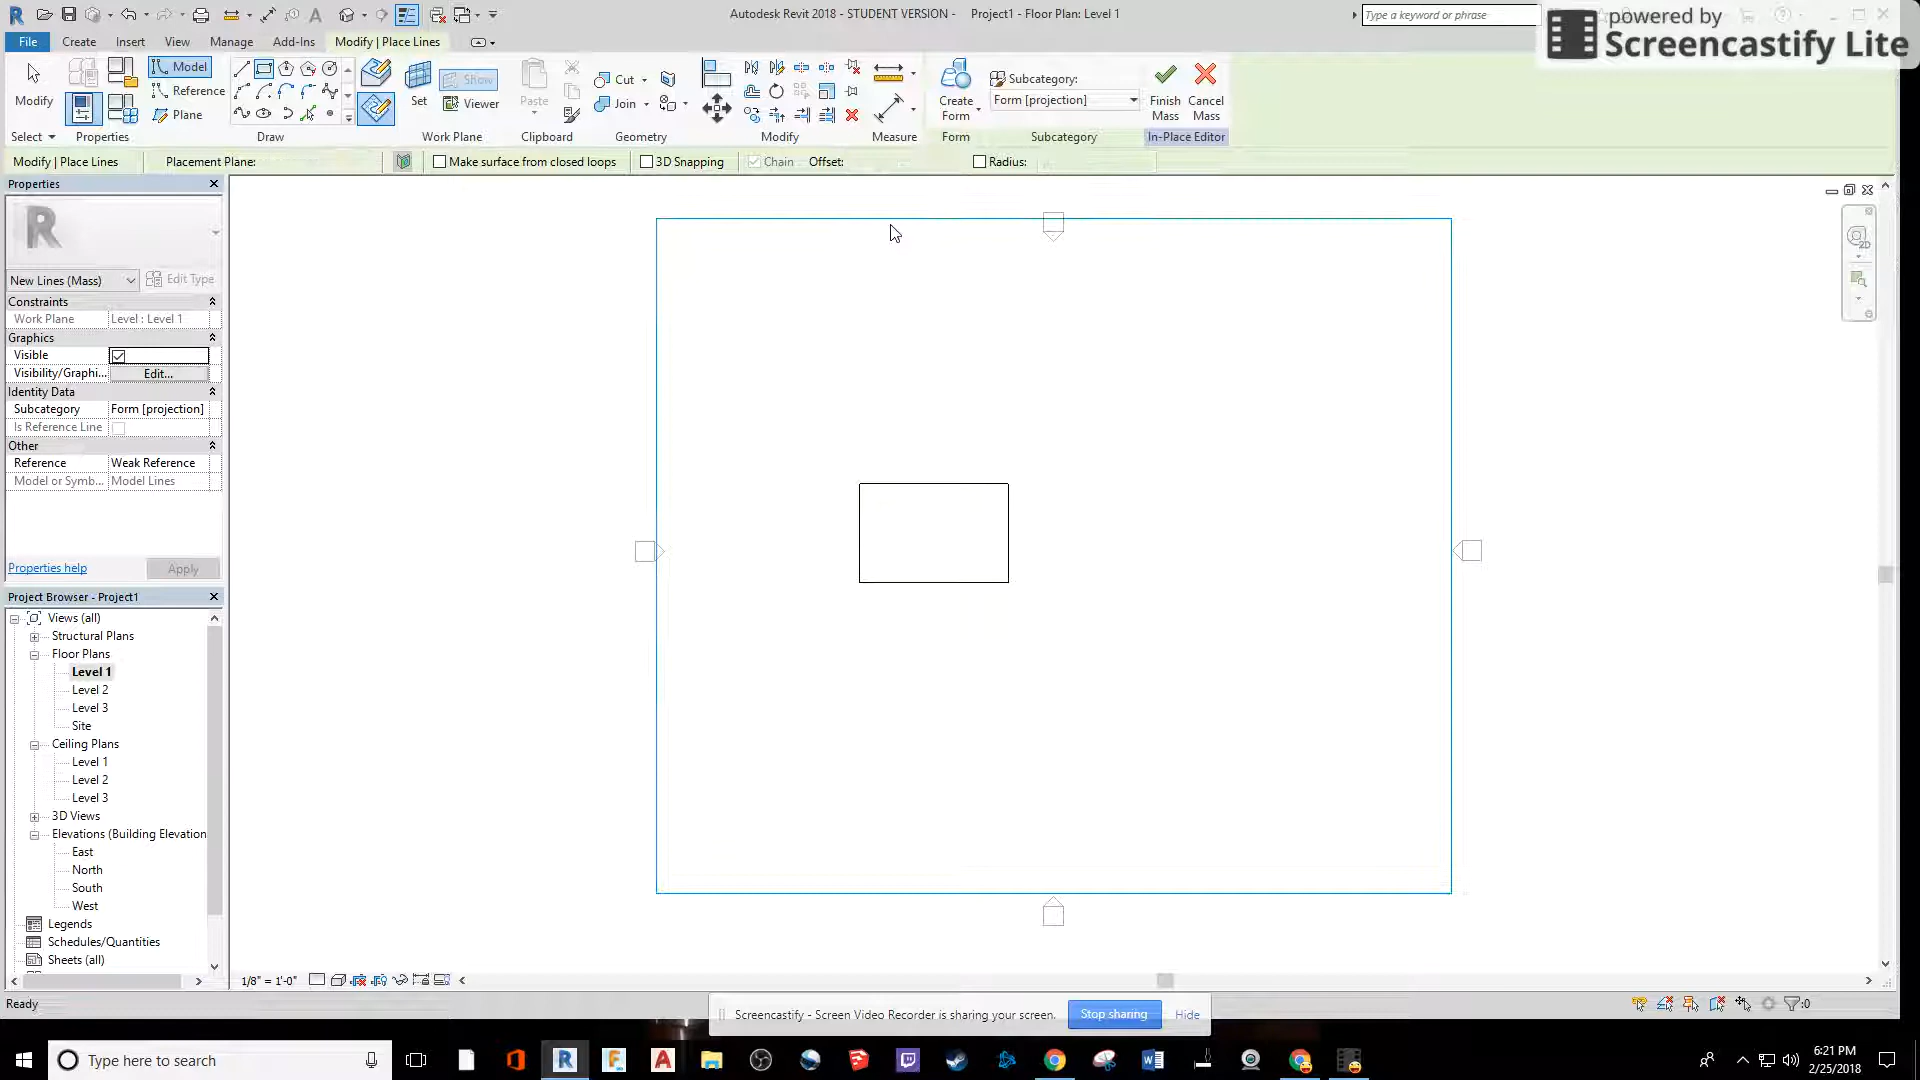 Autodesk Revit 2018 - STUDENT VERSION - Project1 - Floor Plan: Level 1
Type a keyword or phrase
powered by
Screencastify Lite
File Create Insert View Manage Add-Ins Modify | Place Lines
Modify
Model
Reference
Plane
Set
Show
Viewer
Paste
Cut
Join
Create
Form
Subcategory:
Form [projection]
Finish
Mass
Cancel
Mass
Select Properties Draw Work Plane Clipboard Geometry Modify Measure Form Subcategory In-Place Editor
Modify | Place Lines Placement Plane: Make surface from closed loops 3D Snapping Chain Offset: Radius:
Properties
R
New Lines (Mass) Edit Type
Constraints
Work Plane Level : Level 1
Graphics
Visible
Visibility/Graphi... Edit...
Identity Data
Subcategory Form [projection]
Is Reference Line
Other
Reference Weak Reference
Model or Symb... Model Lines
Properties help Apply
Project Browser - Project1
Views (all)
Structural Plans
Floor Plans
Level 1
Level 2
Level 3
Site
Ceiling Plans
Level 1
Level 2
Level 3
3D Views
Elevations (Building Elevation
East
North
South
West
Legends
Schedules/Quantities
Sheets (all)
2D
1/8" = 1'-0"
Ready
:0
Screencastify - Screen Video Recorder is sharing your screen. Stop sharing Hide
Type here to search
6:21 PM
2/25/2018